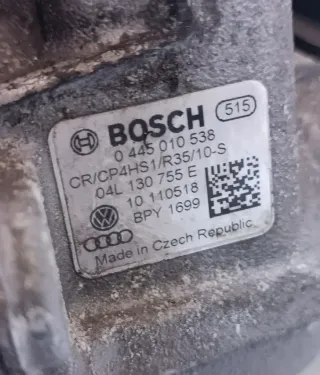 BOSCH 515
0 445 010 538
CR/CP4HS1/R35/10-S
04L 130 755 E
10 110518
BPY 1699
Made in Czech Republic